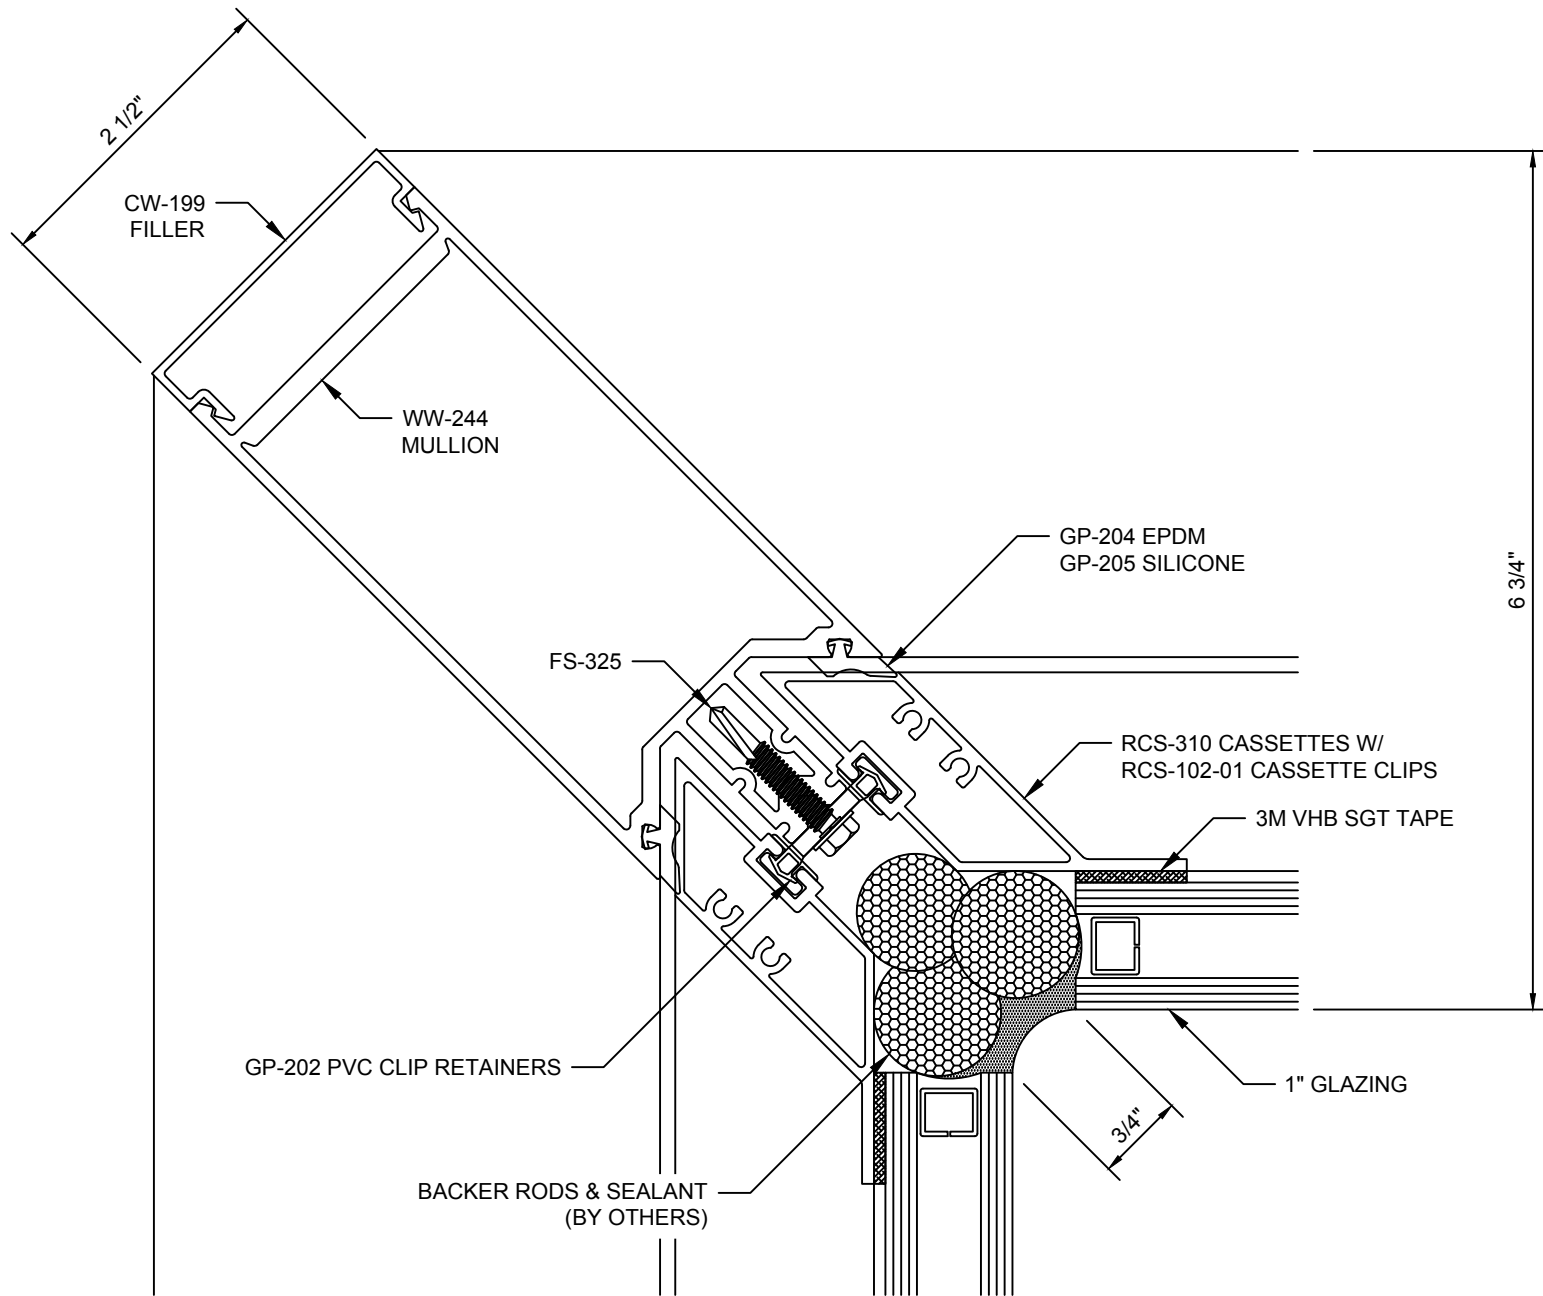 2 1/2"
CW-199
FILLER
WW-244
MULLION
GP-204 EPDM
GP-205 SILICONE
6 3/4"
FS-325
RCS-310 CASSETTES W/
RCS-102-01 CASSETTE CLIPS
3M VHB SGT TAPE
GP-202 PVC CLIP RETAINERS
1" GLAZING
3/4"
BACKER RODS & SEALANT
(BY OTHERS)